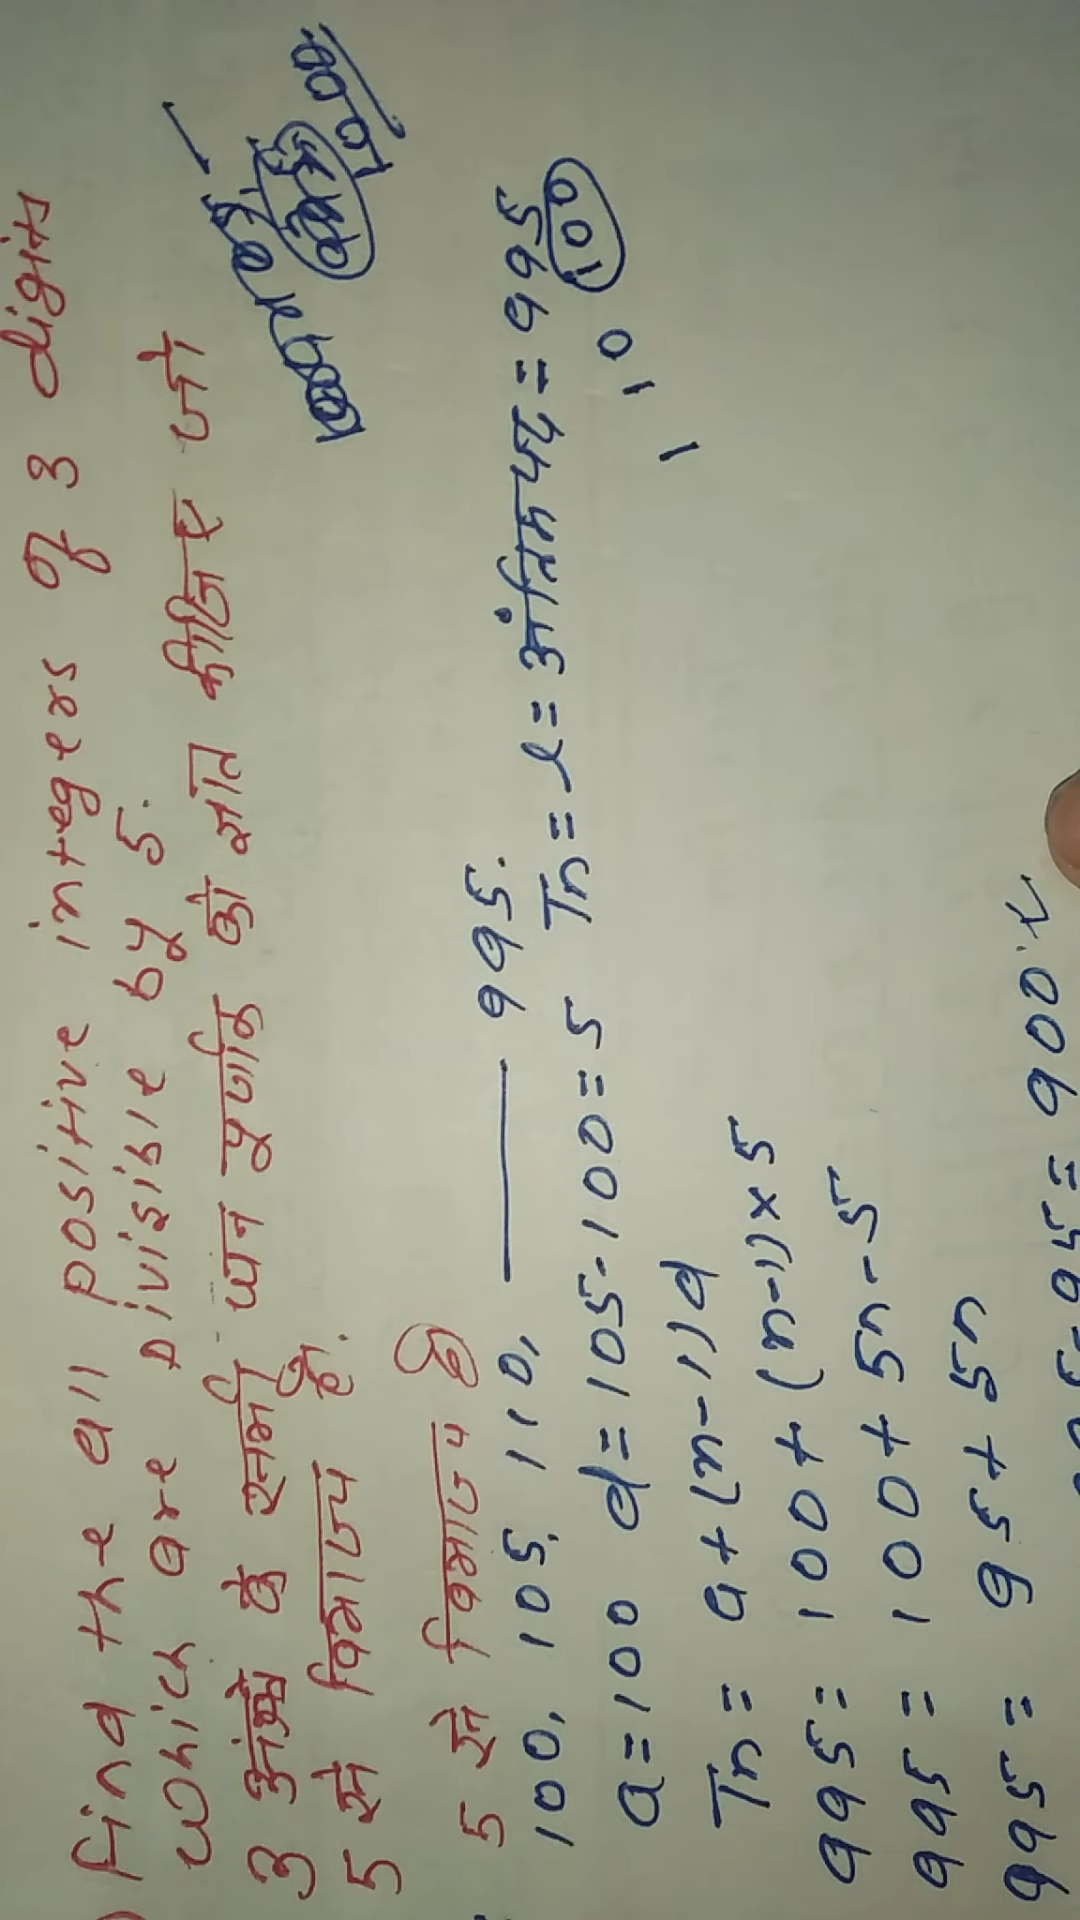 Find the all positive integers of 3 digits
which are Divisible by 5.
3 अंको के सभी धन पुर्णांक को ज्ञात कीजिए जो
5 से विभाज्य है.
5 से विभाज्य है
100, 105, 110, 995.
a=100 d=105-100=5 Tn=l=अंतिमपद=995
Tn= a+(n-1)d
995= 100+(n-1)×5
995= 100+5n-5
995= 95+5n